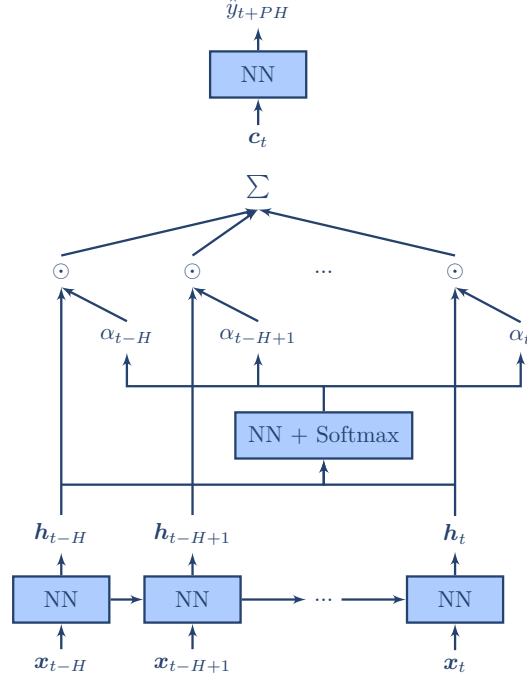 ŷ_{t+PH}
NN
c_t
∑
⊙ ⊙ ... ⊙
α_{t−H} α_{t−H+1} α_t
NN + Softmax
h_{t−H} h_{t−H+1} h_t
NN NN ... NN
x_{t−H} x_{t−H+1} x_t